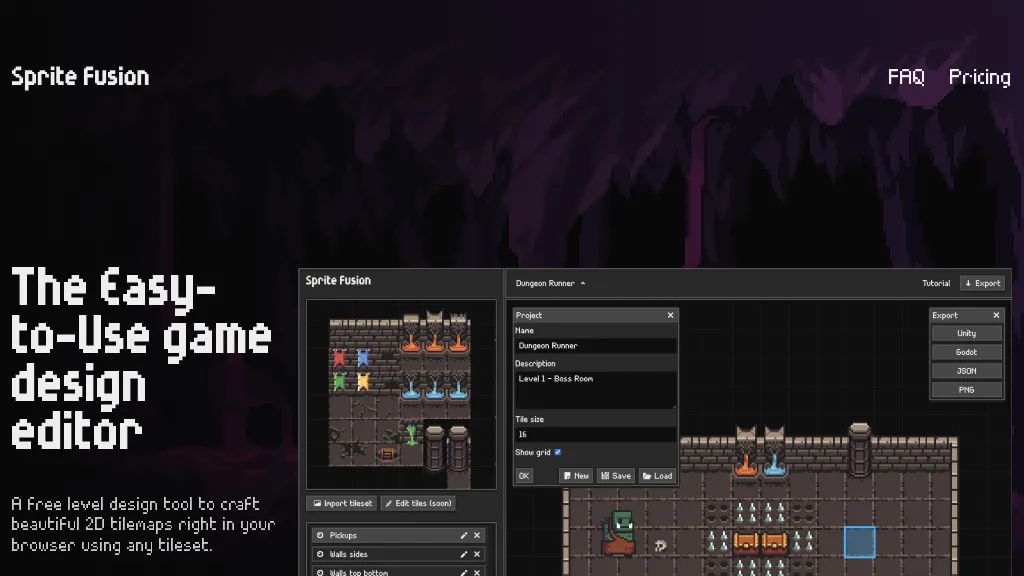 Sprite Fusion
FAQ
Pricing
The Easy-
to-Use game
design
editor
A free level design tool to craft
beautiful 2D tilemaps right in your
browser using any tileset.
Sprite Fusion
Import tileset
Edit tiles (soon)
Pickups
Walls sides
Walls top bottom
Dungeon Runner
Tutorial
Export
Project
Name
Dungeon Runner
Description
Level 1 - Boss Room
Tile size
16
Show grid
OK
New
Save
Load
Export
Unity
Godot
JSON
PNG